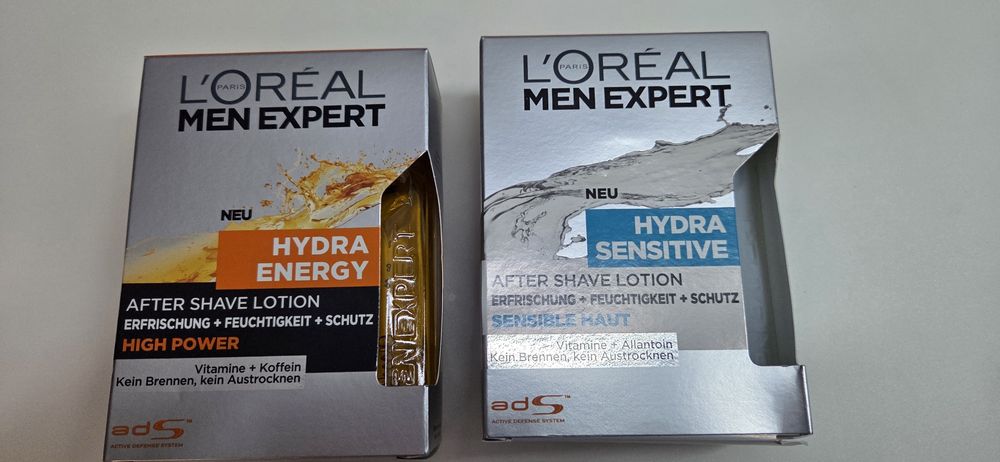 L'ORÉAL
PARIS
MEN EXPERT
NEU
HYDRA
ENERGY
AFTER SHAVE LOTION
ERFRISCHUNG + FEUCHTIGKEIT + SCHUTZ
HIGH POWER
Vitamine + Koffein
Kein Brennen, kein Austrocknen
adS™
ACTIVE DEFENSE SYSTEM
MEN EXPERT
L'ORÉAL
PARIS
MEN EXPERT
NEU
HYDRA
SENSITIVE
AFTER SHAVE LOTION
ERFRISCHUNG + FEUCHTIGKEIT + SCHUTZ
SENSIBLE HAUT
Vitamine + Allantoin
Kein Brennen, kein Austrocknen
adS™
ACTIVE DEFENSE SYSTEM